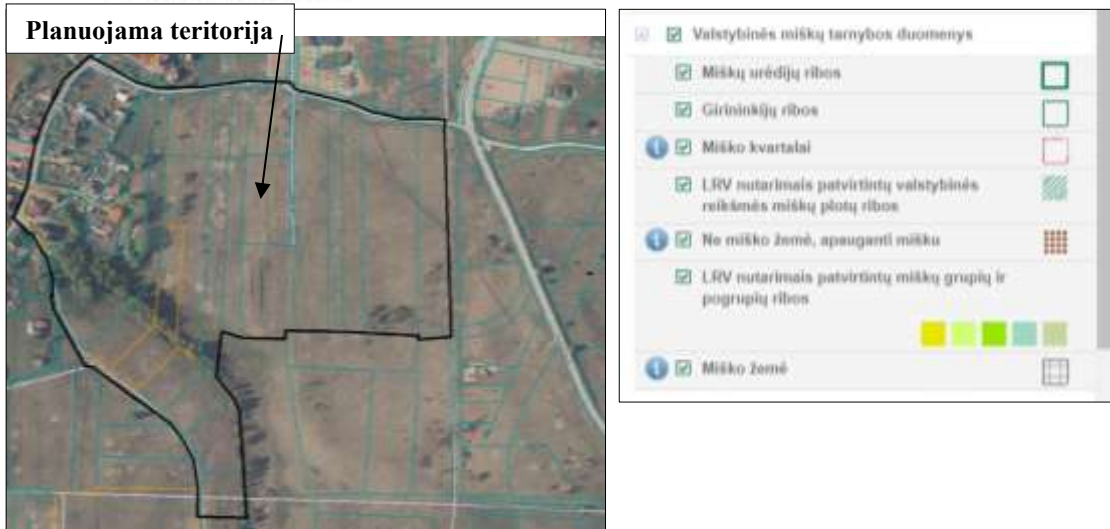 Planuojama teritorija
Valstybinės miškų tarnybos duomenys
Miškų urėdijų ribos
Girininkijų ribos
Miško kvartalai
LRV nutarimais patvirtintų valstybinės
reikšmės miškų plotų ribos
Ne miško žemė, apauganti mišku
LRV nutarimais patvirtintų miškų grupių ir
pogrupių ribos
Miško žemė